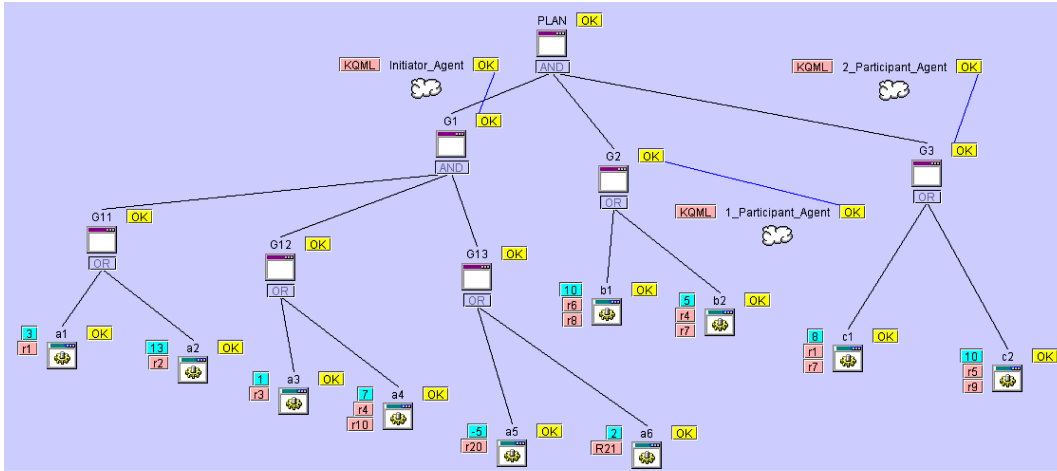 PLAN OK
AND
KQML Initiator_Agent OK
KQML 2_Participant_Agent OK
G1 OK
AND
G2 OK
OR
G3 OK
OR
KQML 1_Participant_Agent OK
G11 OK
OR
G12 OK
OR
G13 OK
OR
10 b1 OK
r6
r8
5 b2 OK
r4
r7
3 a1 OK
r1
13 a2 OK
r2
8 c1 OK
r1
r7
10 c2 OK
r5
r9
1 a3 OK
r3
7 a4 OK
r4
r10
-5 a5 OK
r20
2 a6 OK
R21